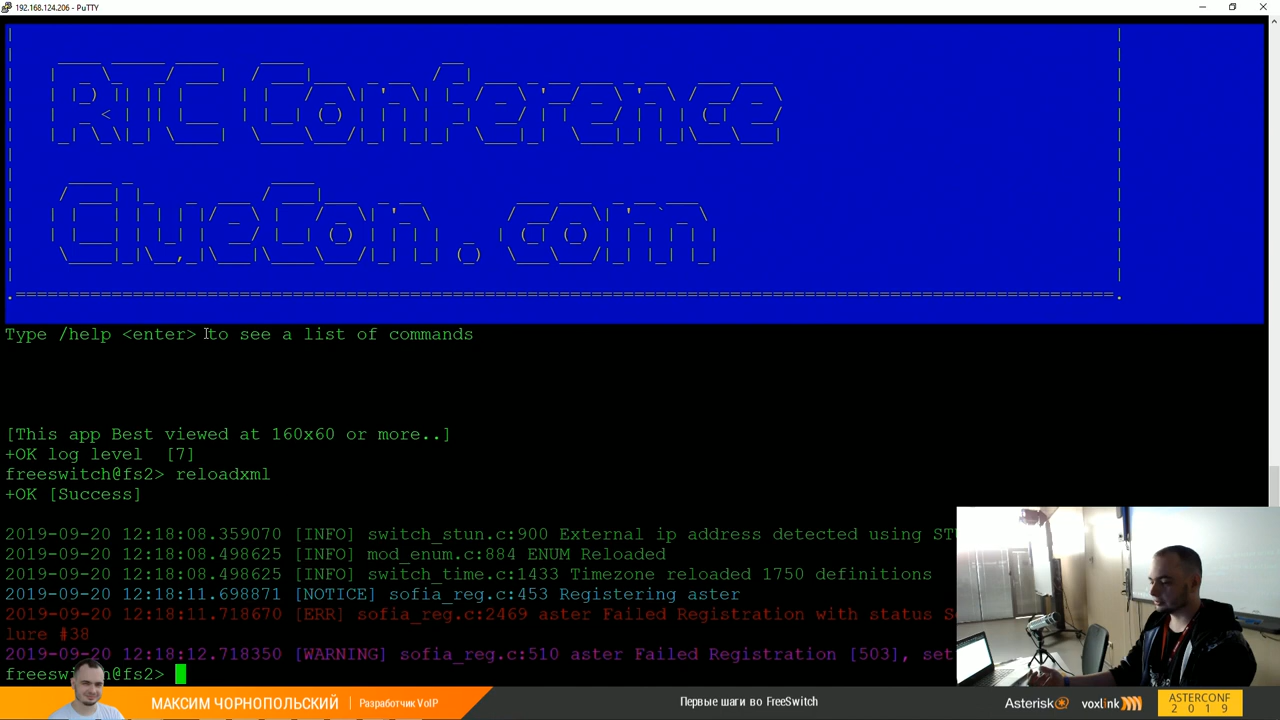 192.168.124.206 - PuTTY
RTC Conference
ClueCon.com
Type /help <enter> to see a list of commands
[This app Best viewed at 160x60 or more..]
+OK log level  [7]
freeswitch@fs2> reloadxml
+OK [Success]
2019-09-20 12:18:08.359070 [INFO] switch_stun.c:900 External ip address detected using
2019-09-20 12:18:08.498625 [INFO] mod_enum.c:884 ENUM Reloaded
2019-09-20 12:18:08.498625 [INFO] switch_time.c:1433 Timezone reloaded 1750 definitions
2019-09-20 12:18:11.698871 [NOTICE] sofia_reg.c:453 Registering aster
2019-09-20 12:18:11.718670 [ERR] sofia_reg.c:2469 aster Failed Registration with status
lure #38
2019-09-20 12:18:12.718350 [WARNING] sofia_reg.c:510 aster Failed Registration [503], set
freeswitch@fs2>
МАКСИМ ЧОРНОПОЛЬСКИЙ | Разработчик VoIP
Первые шаги во FreeSwitch
Asterisk
voxlink
ASTERCONF
2019